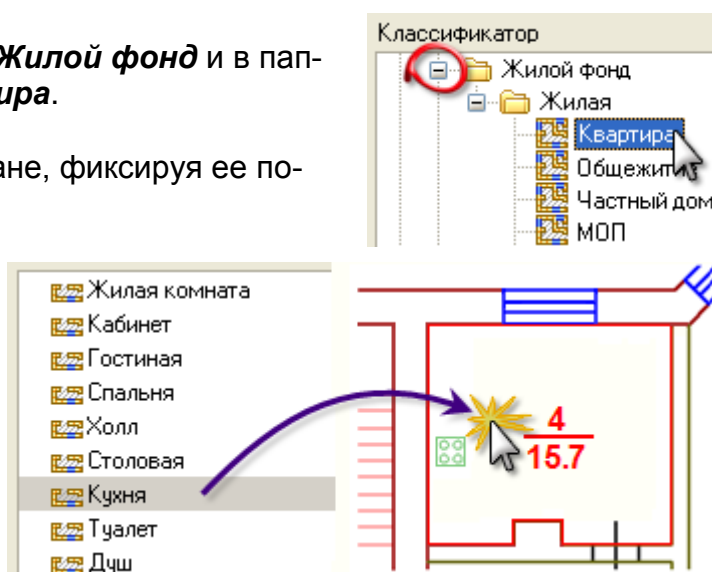 Классификатор
Жилой фонд и в пап-
ира.
ане, фиксируя ее по-
Жилой Фонд
Жилая
Квартира
Общежитие
Частный дом
МОП
Жилая комната
Кабинет
Гостиная
Спальня
Холл
Столовая
Кухня
Туалет
Душ
4
15.7